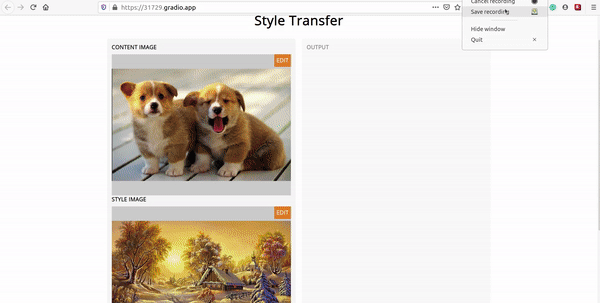 Cancel recording
https://31729.gradio.app
Save recording
Style Transfer
Hide window
Quit
CONTENT IMAGE
OUTPUT
EDIT
STYLE IMAGE
EDIT